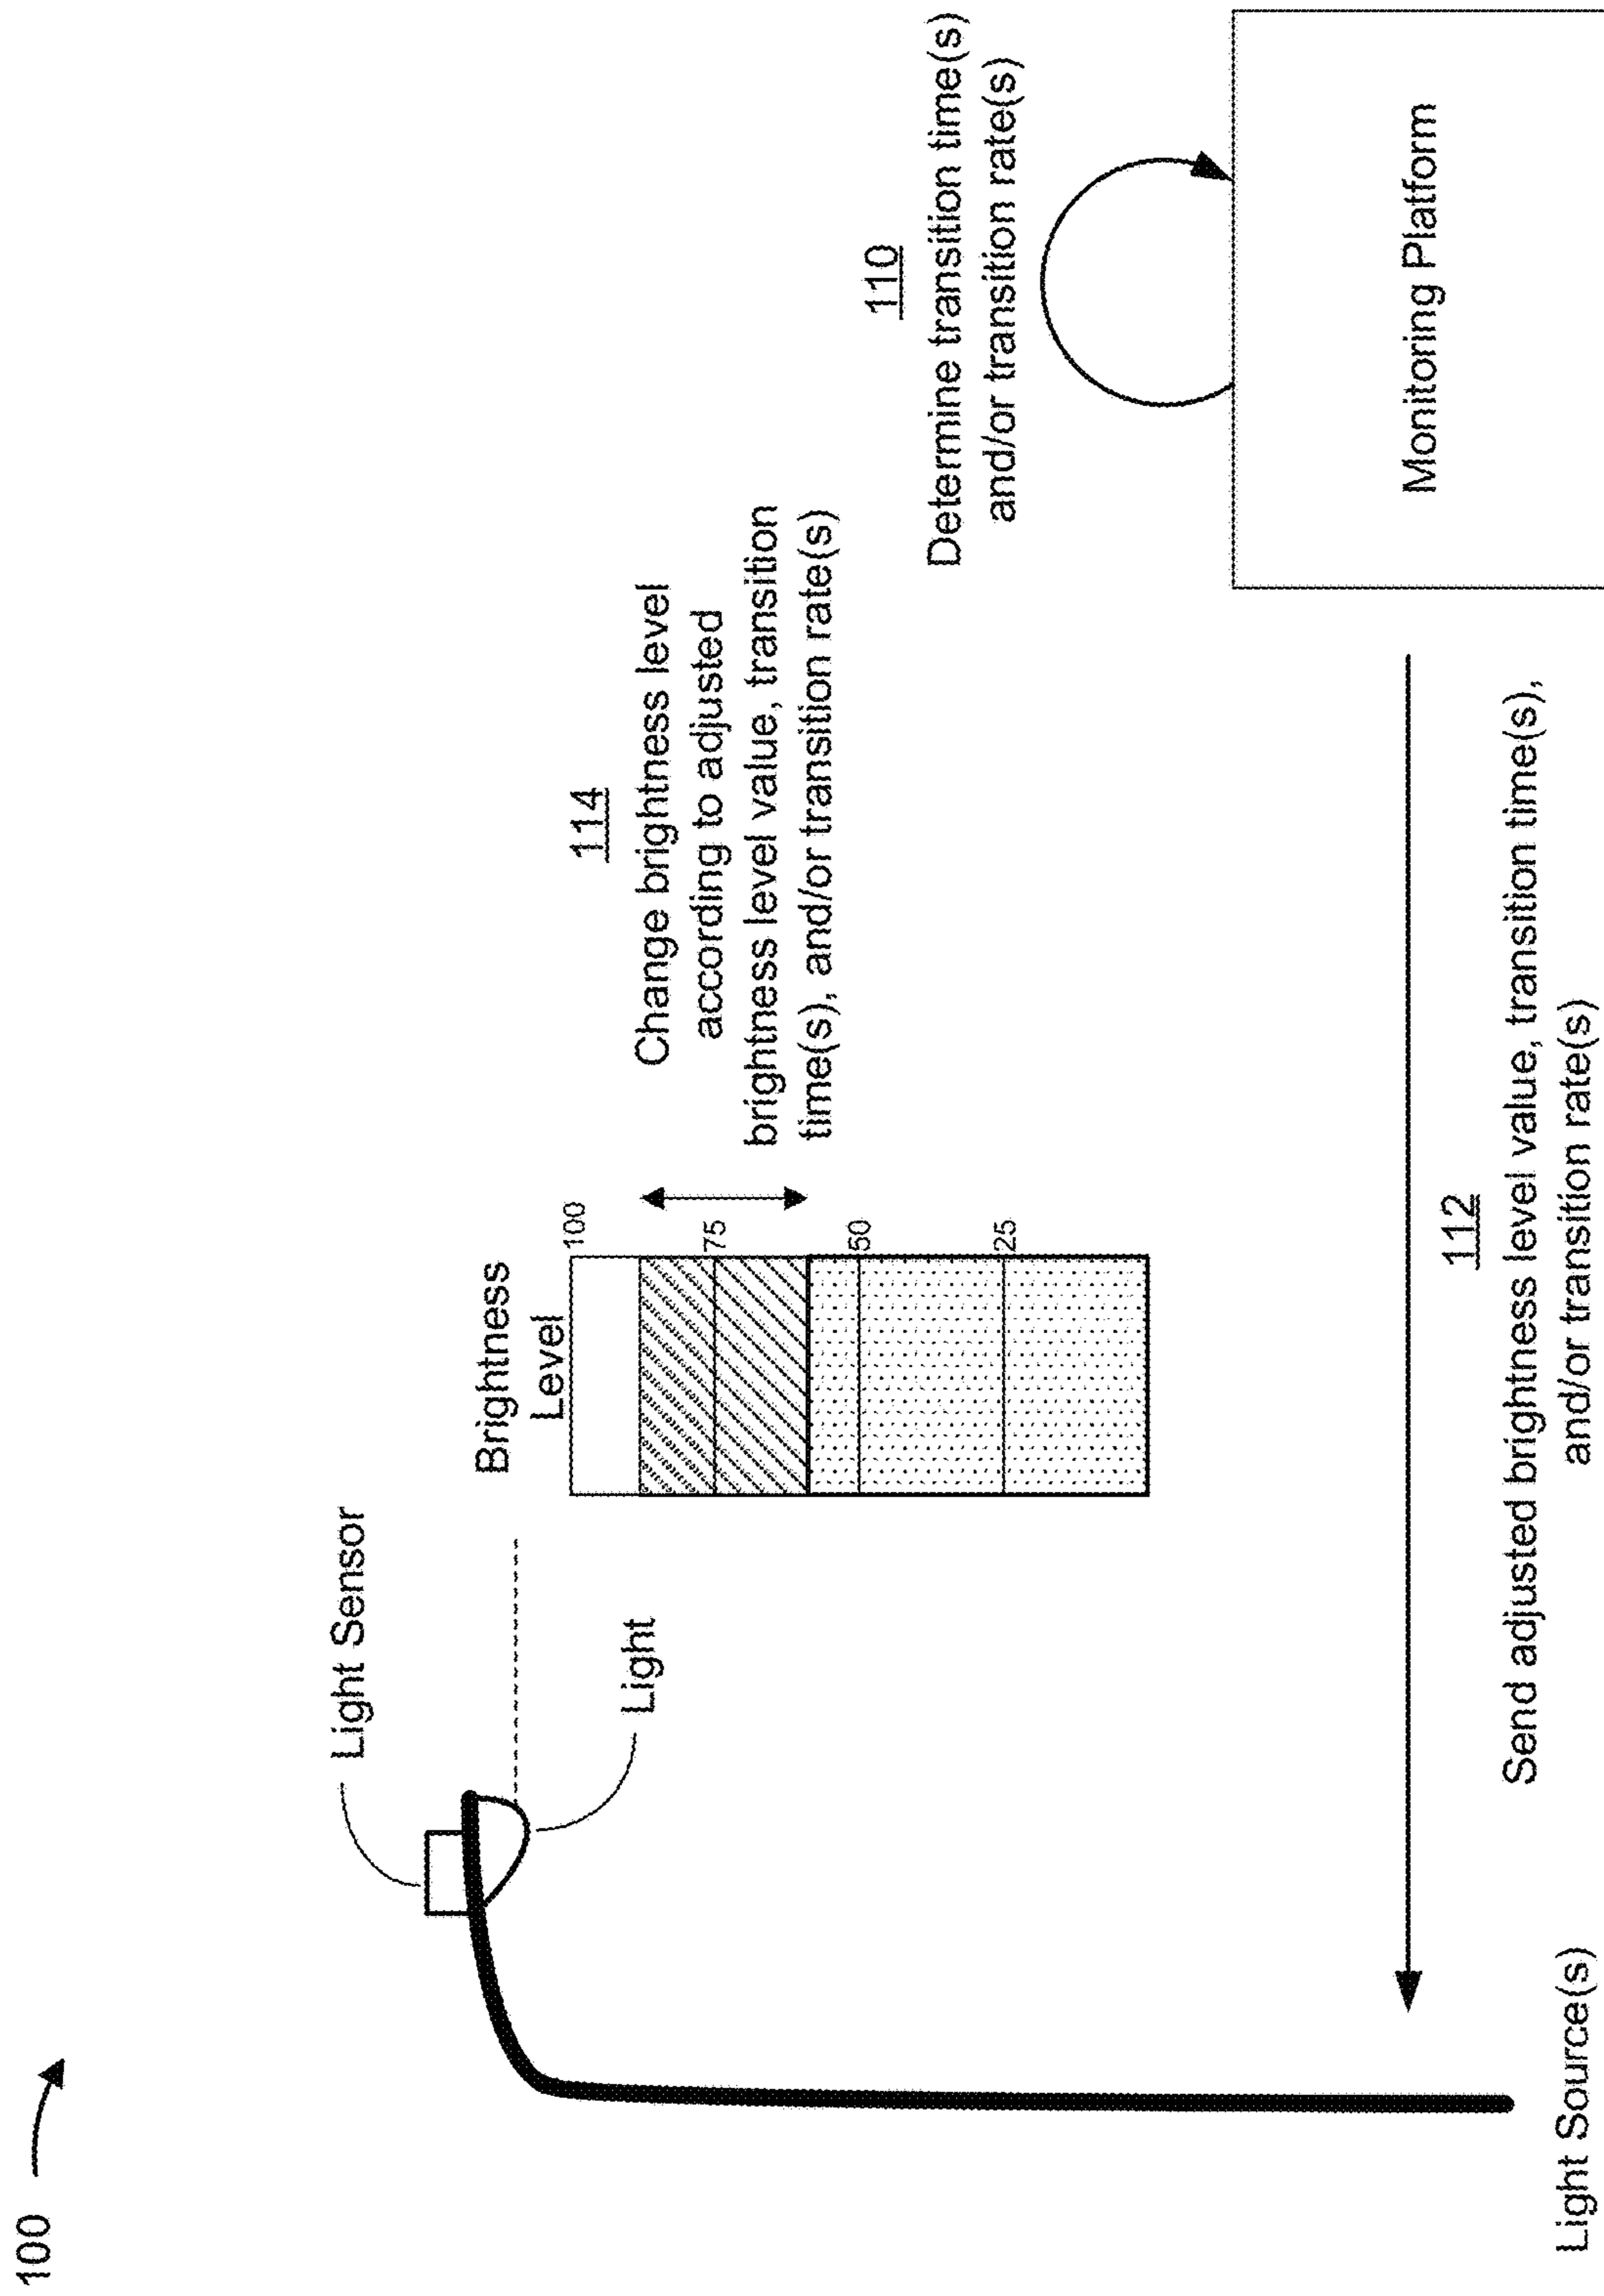 100
Light Sensor
Light
Brightness
Level
100
75
50
25
114
Change brightness level
according to adjusted
brightness level value, transition
time(s), and/or transition rate(s)
110
Determine transition time(s)
and/or transition rate(s)
Monitoring Platform
112
Send adjusted brightness level value, transition time(s),
and/or transition rate(s)
Light Source(s)